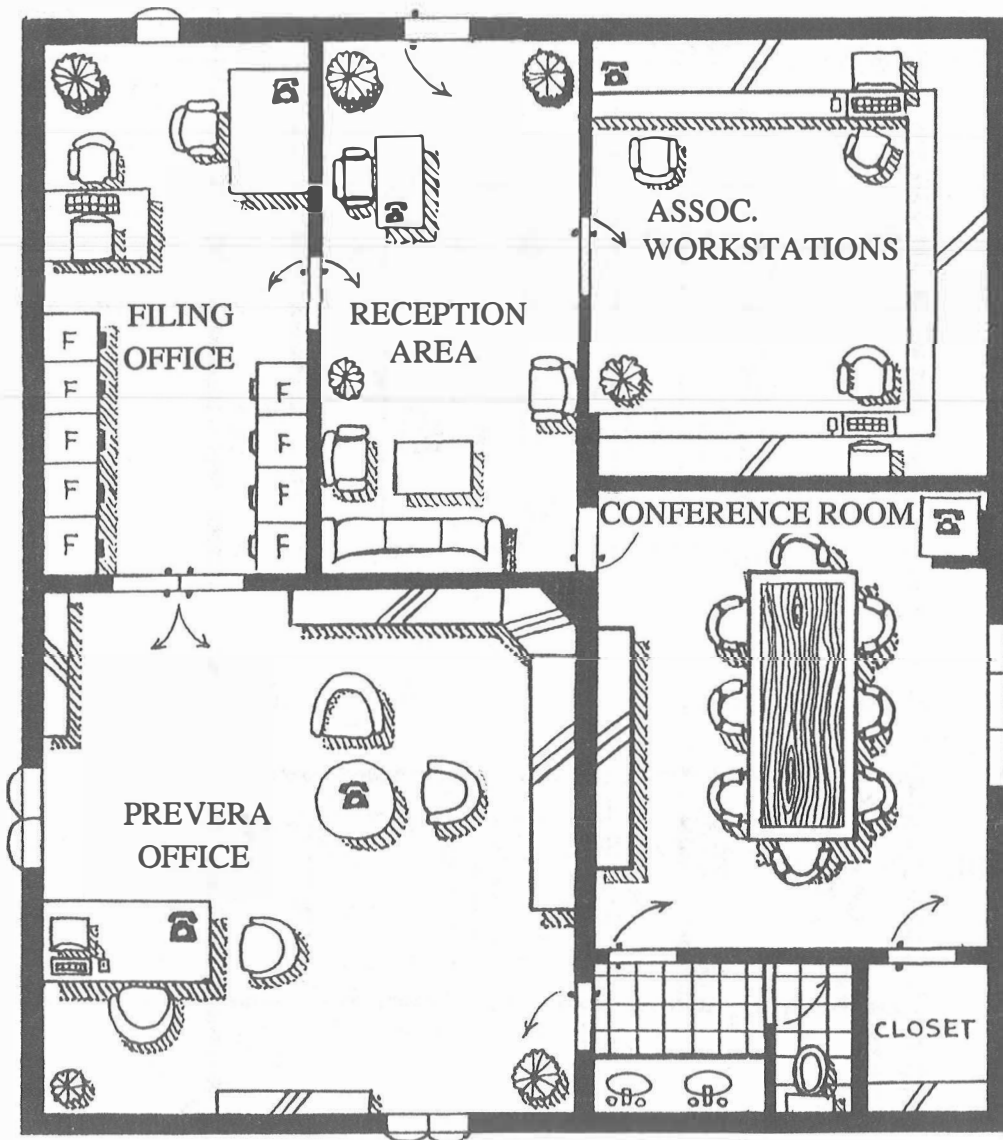 ASSOC.
WORKSTATIONS
FILING
OFFICE
RECEPTION
AREA
F
F
F
F
F
F
F
F
F
CONFERENCE ROOM
PREVERA
OFFICE
CLOSET